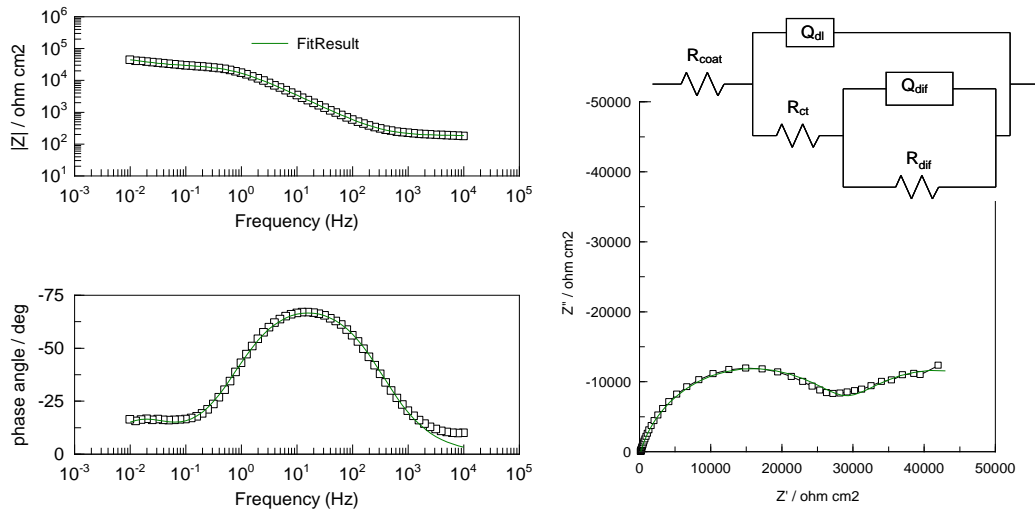 10^6
10^5
10^4
10^3
10^2
10^1
|Z| / ohm cm2
FitResult
10^-3 10^-2 10^-1 10^0 10^1 10^2 10^3 10^4 10^5
Frequency (Hz)
-75
-50
-25
0
phase angle / deg
10^-3 10^-2 10^-1 10^0 10^1 10^2 10^3 10^4 10^5
Frequency (Hz)
Q_dl
R_coat
Q_dif
R_ct
R_dif
-50000
-40000
-30000
-20000
-10000
0
Z'' / ohm cm2
0 10000 20000 30000 40000 50000
Z' / ohm cm2